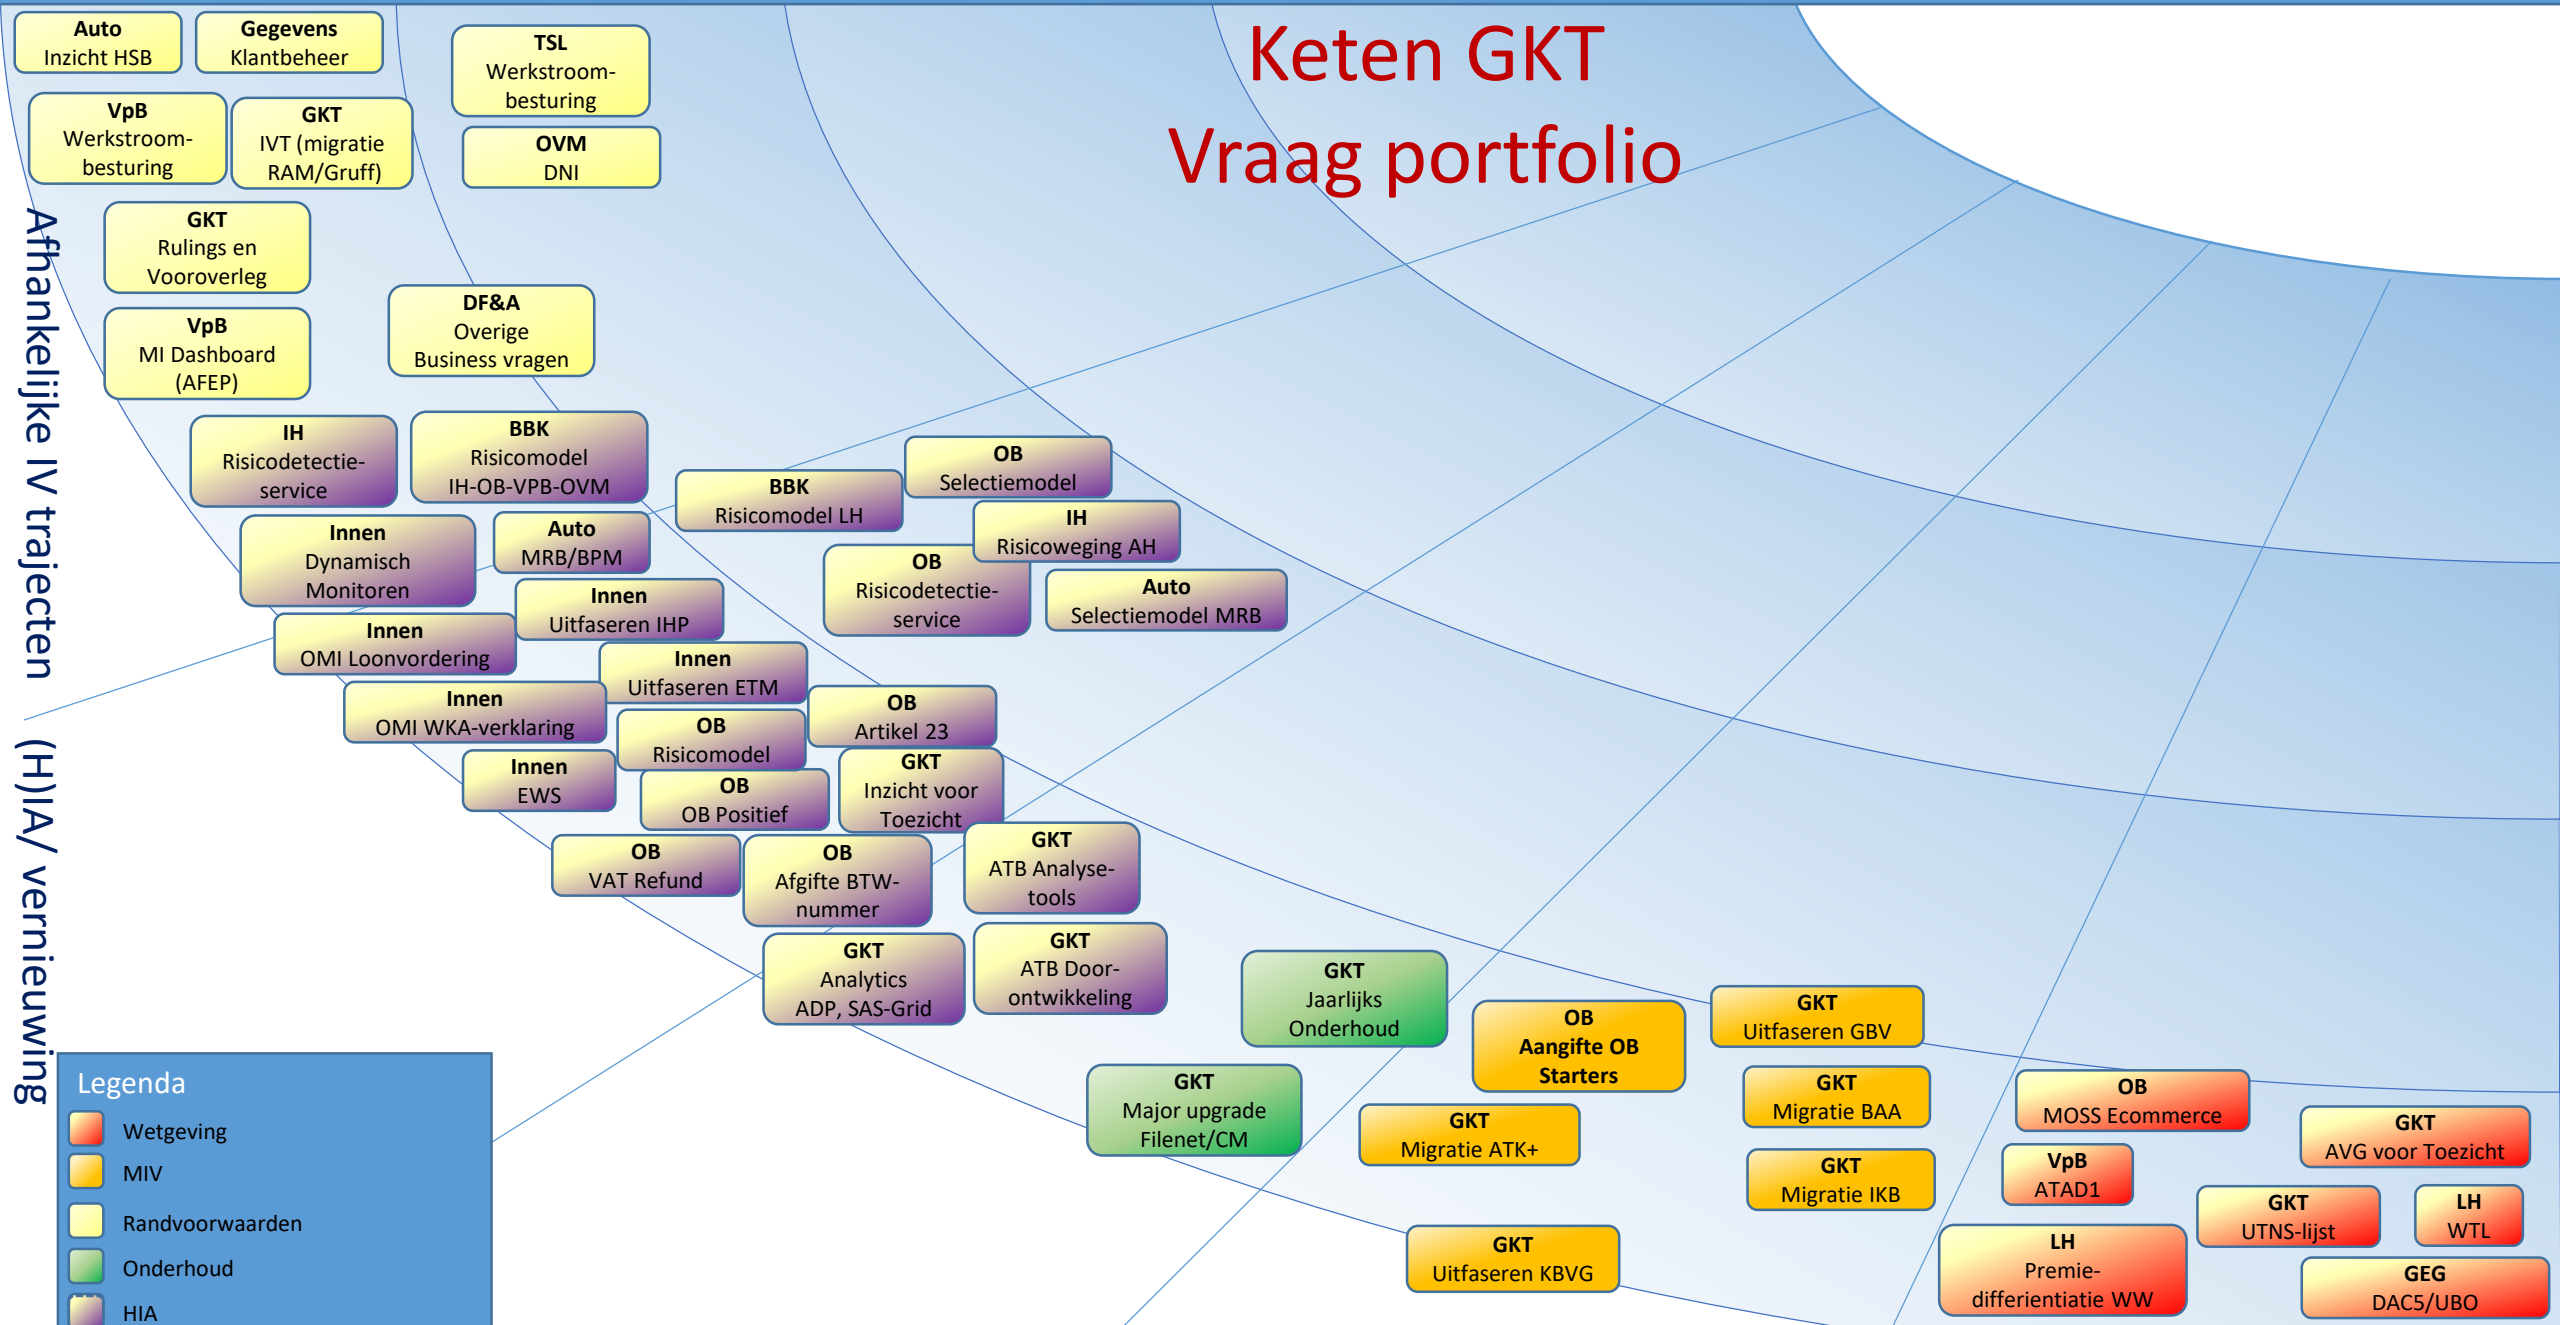 Keten GKT
Vraag portfolio
Auto
Inzicht HSB
Gegevens
Klantbeheer
TSL
Werkstroom-
besturing
VpB
Werkstroom-
besturing
GKT
IVT (migratie
RAM/Gruff)
OVM
DNI
GKT
Rulings en
Vooroverleg
DF&A
Overige
Business vragen
VpB
MI Dashboard
(AFEP)
Afhankelijke IV trajecten
(H)IA/ vernieuwing
IH
Risicodetectie-
service
BBK
Risicomodel
IH-OB-VPB-OVM
BBK
Risicomodel LH
OB
Selectiemodel
IH
Risicoweging AH
Innen
Dynamisch
Monitoren
Auto
MRB/BPM
OB
Risicodetectie-
service
Auto
Selectiemodel MRB
Innen
Uitfaseren IHP
Innen
OMI Loonvordering
Innen
Uitfaseren ETM
Innen
OMI WKA-verklaring
OB
Risicomodel
OB
Artikel 23
Innen
EWS
OB
OB Positief
GKT
Inzicht voor
Toezicht
OB
VAT Refund
OB
Afgifte BTW-
nummer
GKT
ATB Analyse-
tools
GKT
Analytics
ADP, SAS-Grid
GKT
ATB Door-
ontwikkeling
GKT
Jaarlijks
Onderhoud
GKT
Major upgrade
Filenet/CM
OB
Aangifte OB
Starters
GKT
Uitfaseren GBV
GKT
Migratie ATK+
GKT
Migratie BAA
GKT
Migratie IKB
GKT
Uitfaseren KBVG
OB
MOSS Ecommerce
GKT
AVG voor Toezicht
VpB
ATAD1
GKT
UTNS-lijst
LH
WTL
LH
Premie-
differientiatie WW
GEG
DAC5/UBO
Legenda
Wetgeving
MIV
Randvoorwaarden
Onderhoud
HIA